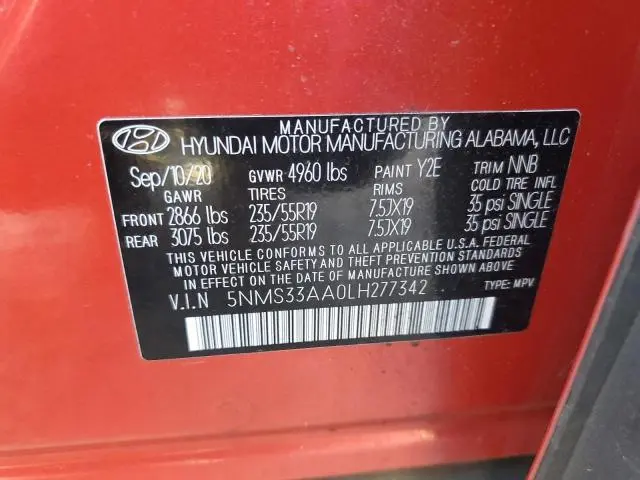 MANUFACTURED BY
HYUNDAI MOTOR MANUFACTURING ALABAMA, LLC
Sep/10/20 GVWR 4960 lbs PAINT Y2E TRIM NNB
GAWR TIRES RIMS COLD TIRE INFL
FRONT 2866 lbs 235/55R19 7.5JX19 35 psi SINGLE
REAR 3075 lbs 235/55R19 7.5JX19 35 psi SINGLE
THIS VEHICLE CONFORMS TO ALL APPLICABLE U.S.A. FEDERAL
MOTOR VEHICLE SAFETY AND THEFT PREVENTION STANDARDS
IN EFFECT ON THE DATE OF MANUFACTURE SHOWN ABOVE.
V.I.N 5NMS33AA0LH277342 TYPE: MPV